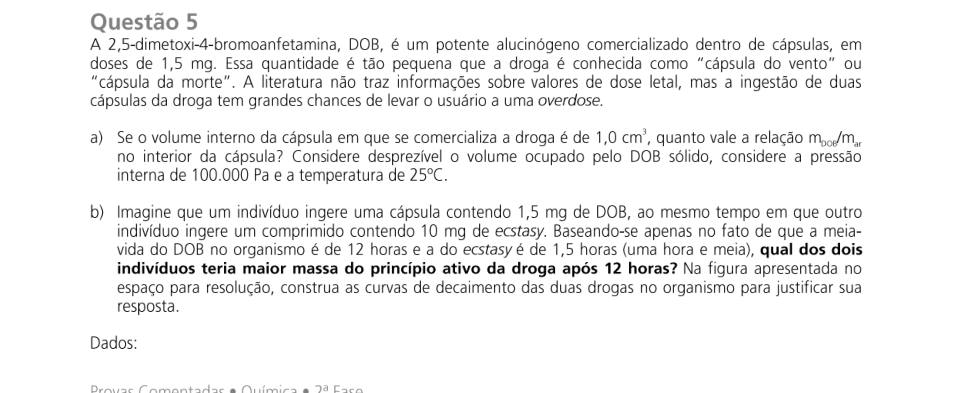 Questão 5
A 2,5-dimetoxi-4-bromoanfetamina, DOB, é um potente alucinógeno comercializado dentro de cápsulas, em
doses de 1,5 mg. Essa quantidade é tão pequena que a droga é conhecida como “cápsula do vento” ou
“cápsula da morte”. A literatura não traz informações sobre valores de dose letal, mas a ingestão de duas
cápsulas da droga tem grandes chances de levar o usuário a uma overdose.
a) Se o volume interno da cápsula em que se comercializa a droga é de 1,0 cm³, quanto vale a relação mDOB/mar
no interior da cápsula? Considere desprezível o volume ocupado pelo DOB sólido, considere a pressão
interna de 100.000 Pa e a temperatura de 25ºC.
b) Imagine que um indivíduo ingere uma cápsula contendo 1,5 mg de DOB, ao mesmo tempo em que outro
indivíduo ingere um comprimido contendo 10 mg de ecstasy. Baseando-se apenas no fato de que a meia-
vida do DOB no organismo é de 12 horas e a do ecstasy é de 1,5 horas (uma hora e meia), qual dos dois
indivíduos teria maior massa do princípio ativo da droga após 12 horas? Na figura apresentada no
espaço para resolução, construa as curvas de decaimento das duas drogas no organismo para justificar sua
resposta.
Dados:
Provas Comentadas • Química • 2ª Fase